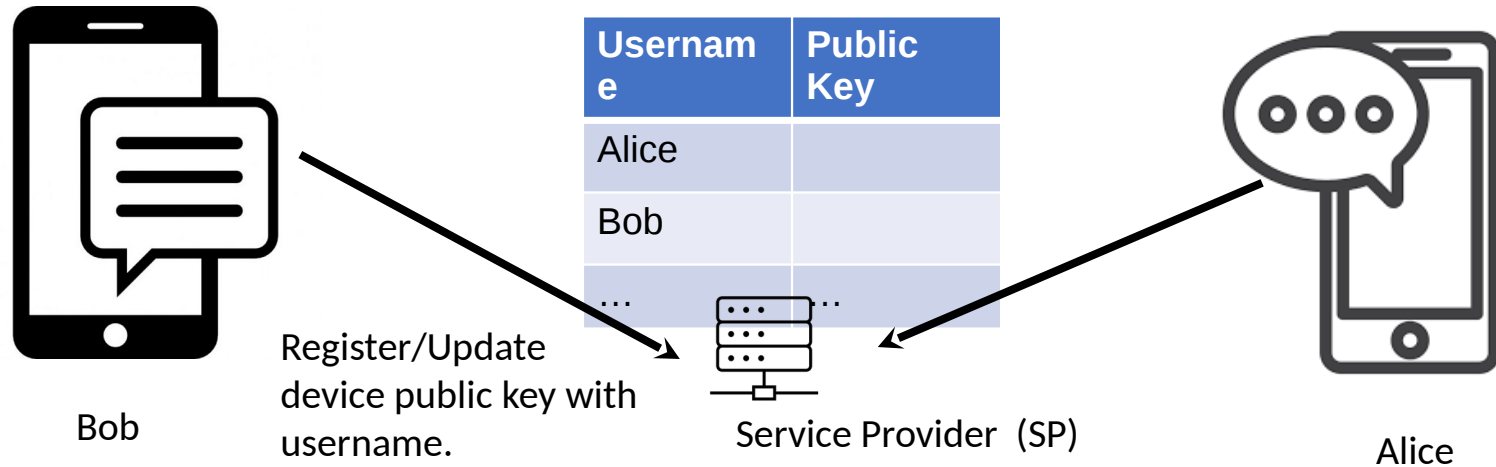 Usernam
e
Public
Key
Alice
Bob
…
…
Register/Update
device public key with
username.
Bob
Service Provider (SP)
Alice